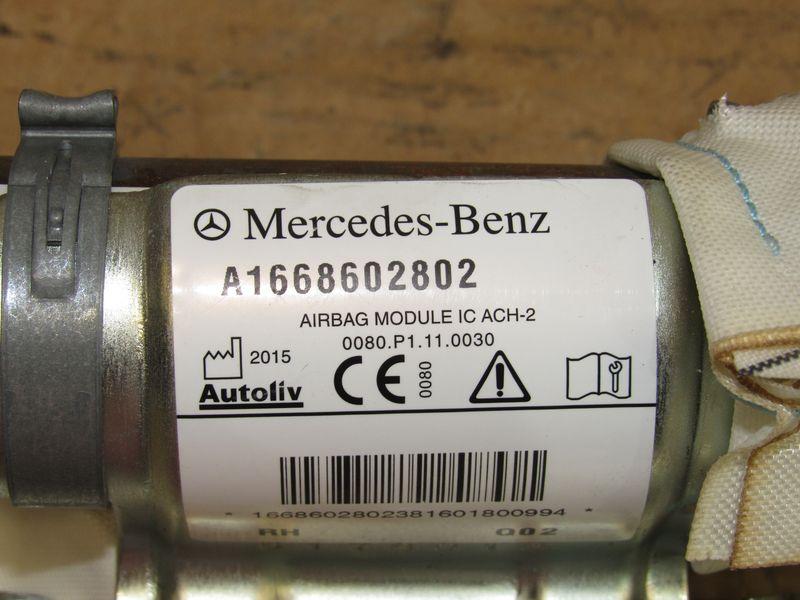 Mercedes-Benz
A1668602802
AIRBAG MODULE IC ACH-2
0080.P1.11.0030
2015
Autoliv
CE 0080
* 1668602802381601800994 *
RH Q02